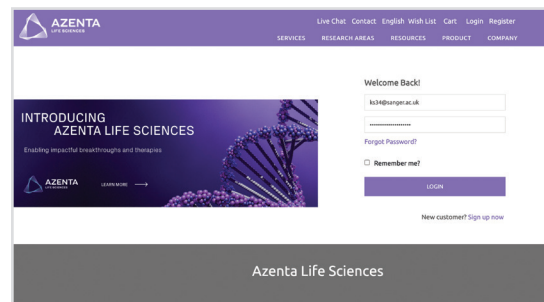 AZENTA
LIFE SCIENCES
Live Chat Contact English Wish List Cart Login Register
SERVICES RESEARCH AREAS RESOURCES PRODUCT COMPANY
INTRODUCING
AZENTA LIFE SCIENCES
Enabling impactful breakthroughs and therapies
AZENTA
LIFE SCIENCES
LEARN MORE
Welcome Back!
ks34@sanger.ac.uk
Forgot Password?
Remember me?
LOGIN
New customer? Sign up now
Azenta Life Sciences